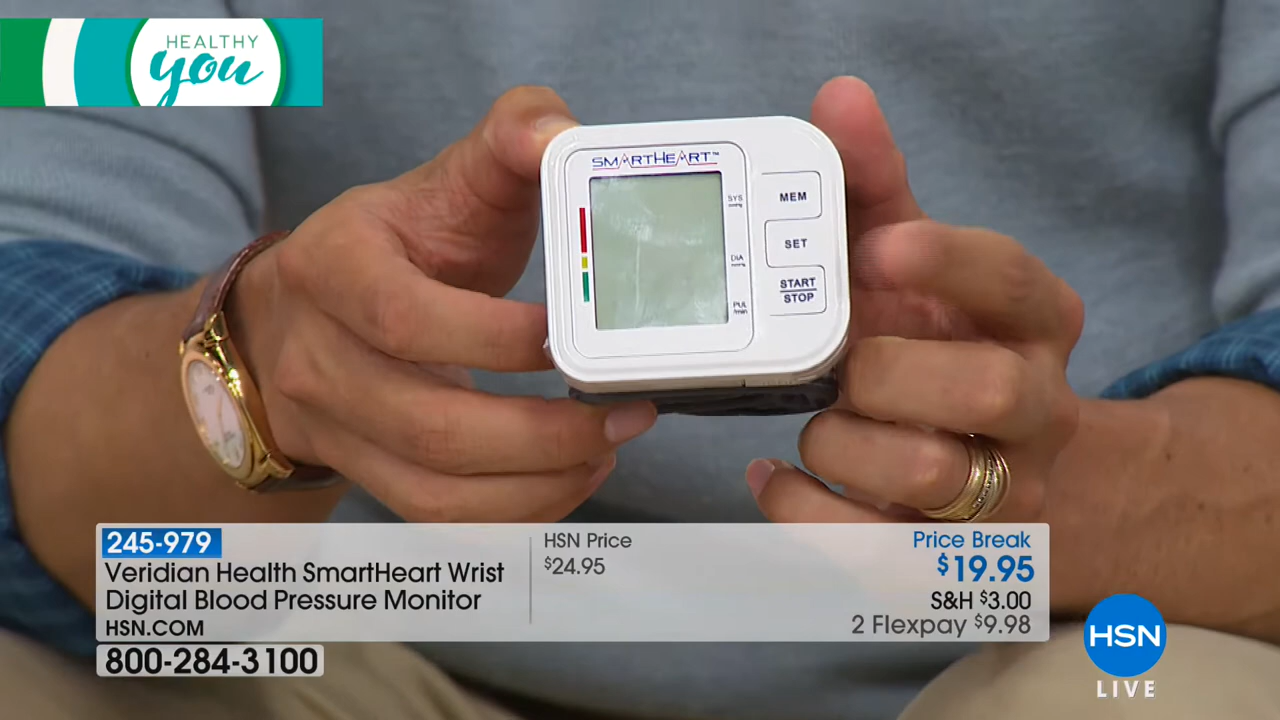 HEALTHY
you
SMARTHEART™
SYS
mmHg
DIA
mmHg
PUL
/min
MEM
SET
START
STOP
245-979
Veridian Health SmartHeart Wrist
Digital Blood Pressure Monitor
HSN.COM
800-284-3100
HSN Price
$24.95
Price Break
$19.95
S&H $3.00
2 Flexpay $9.98
HSN
LIVE